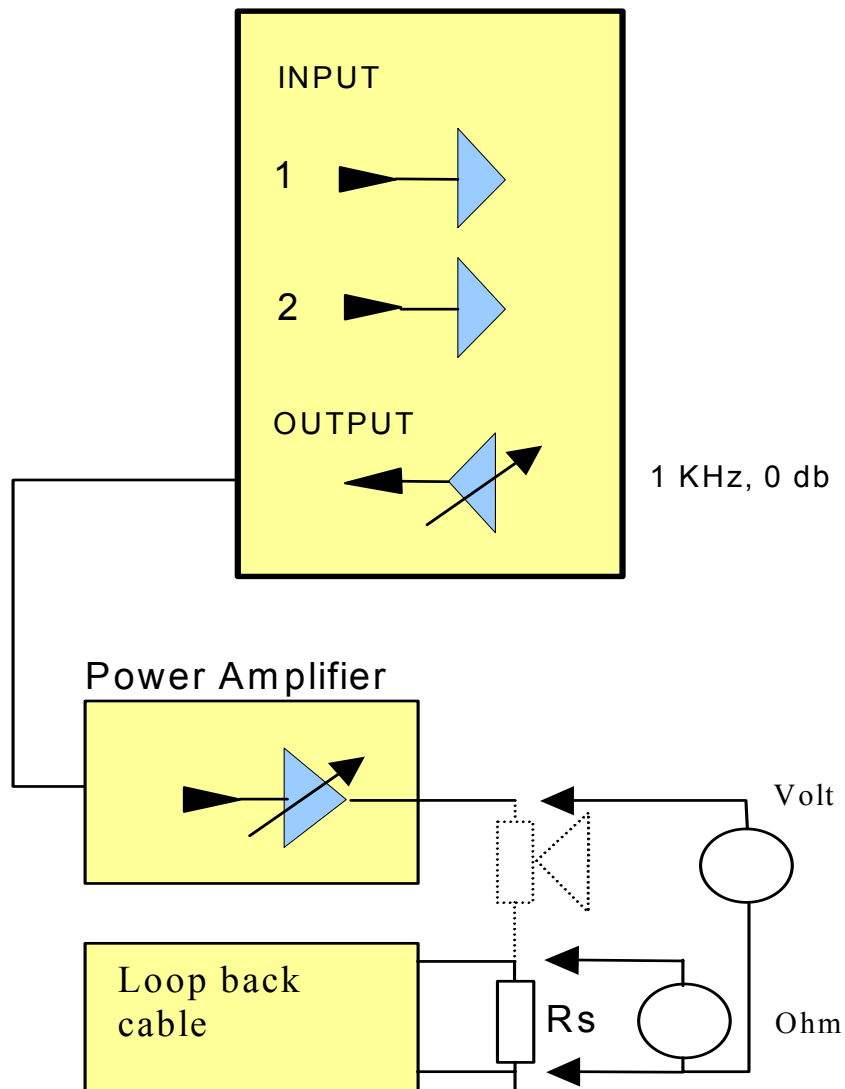 INPUT
1
2
OUTPUT
1 KHz, 0 db
Power Amplifier
Volt
Loop back
cable
Rs
Ohm